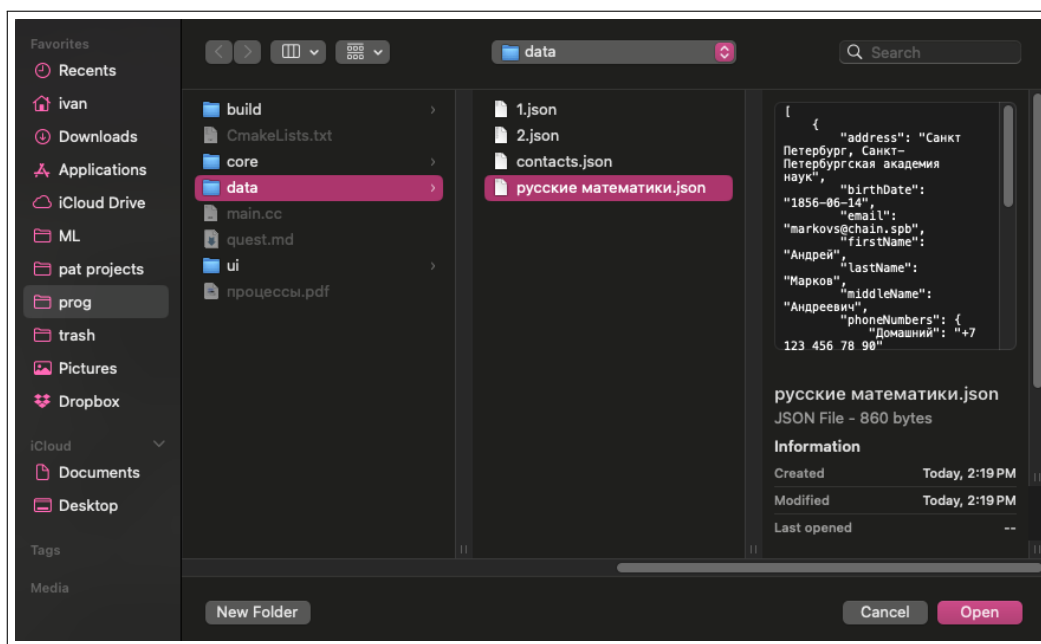 Favorites
Recents
ivan
Downloads
Applications
iCloud Drive
ML
pat projects
prog
trash
Pictures
Dropbox
iCloud
Documents
Desktop
Tags
Media
data
Search
build
CmakeLists.txt
core
data
main.cc
quest.md
ui
процессы.pdf
1.json
2.json
contacts.json
русские математики.json
[
{
"address": "Санкт
Петербург, Санкт-
Петербургская академия
наук",
"birthDate":
"1856-06-14",
"email":
"markovs@chain.spb",
"firstName":
"Андрей",
"lastName":
"Марков",
"middleName":
"Андреевич",
"phoneNumbers": {
"Домашний": "+7
123 456 78 90"
русские математики.json
JSON File - 860 bytes
Information
Created Today, 2:19 PM
Modified Today, 2:19 PM
Last opened --
New Folder
Cancel
Open